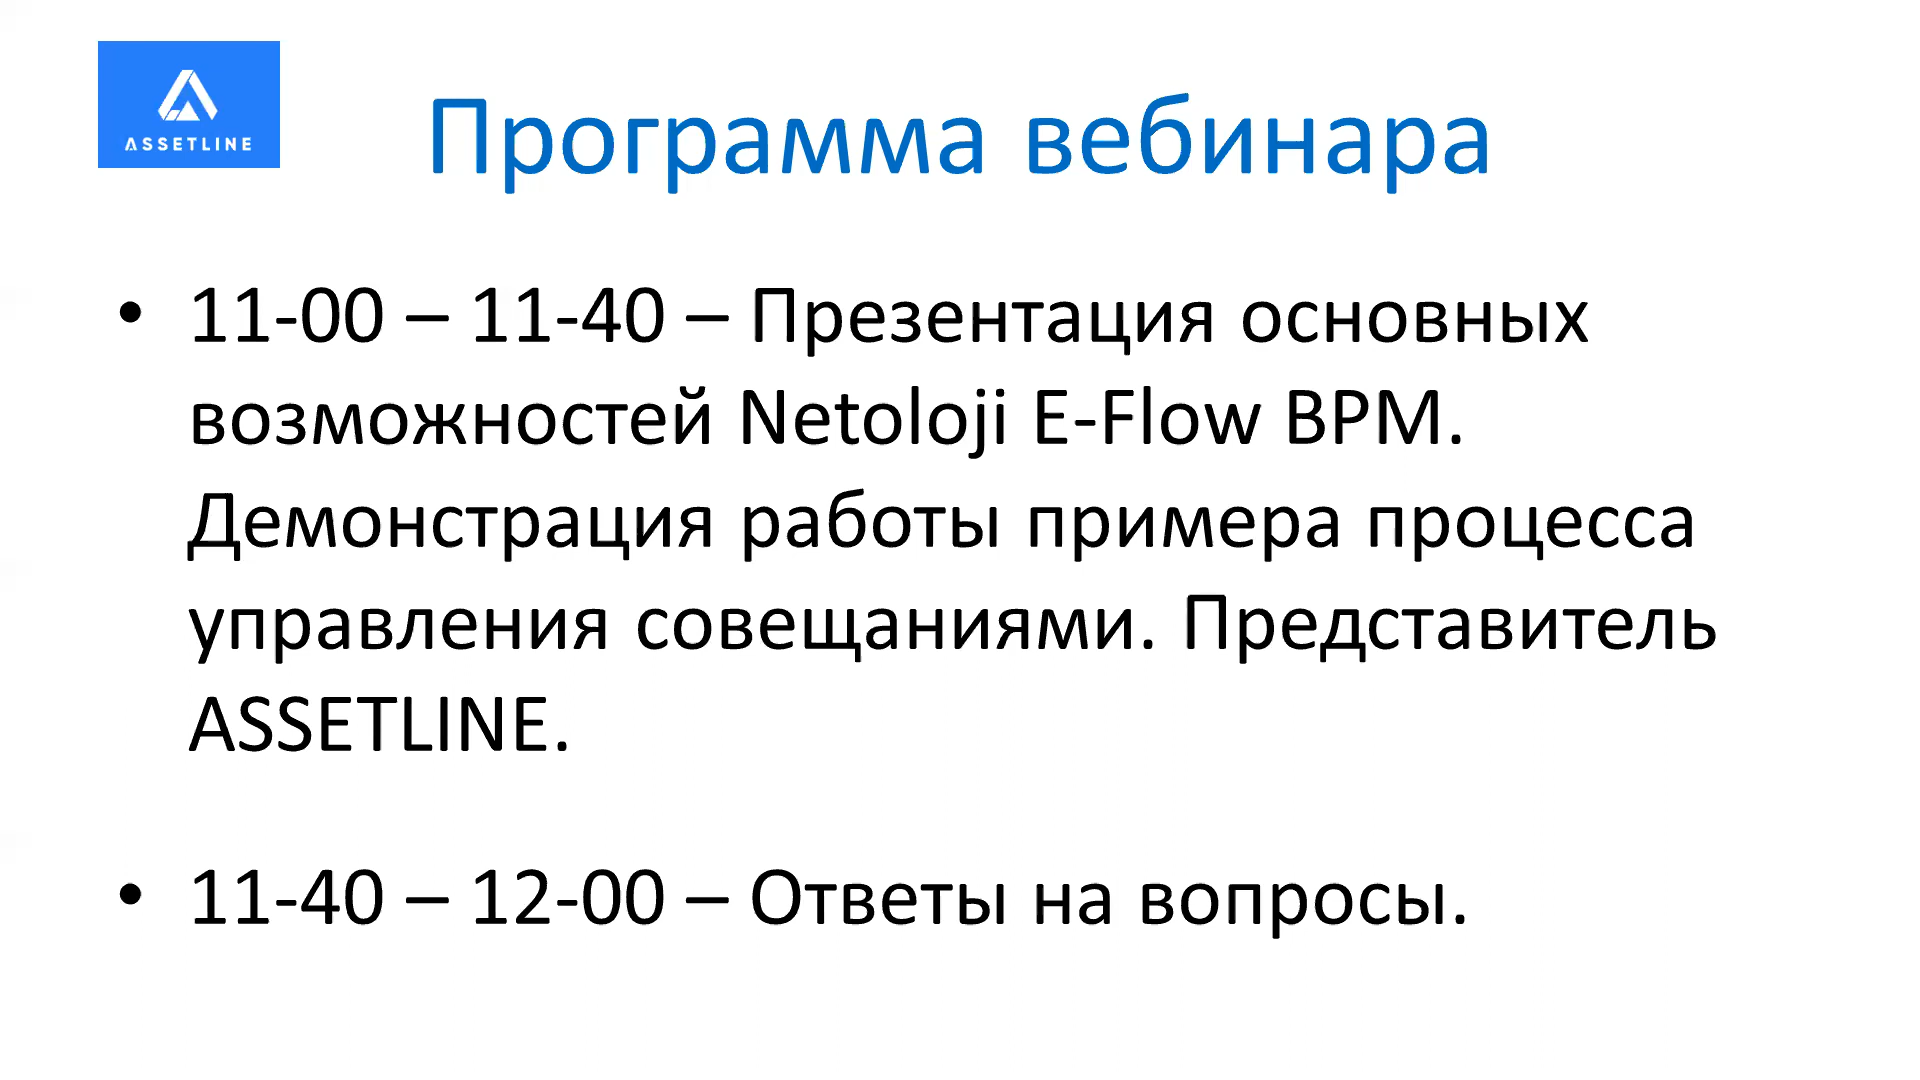 ASSETLINE
Программа вебинара
• 11-00 – 11-40 – Презентация основных
возможностей Netoloji E-Flow BPM.
Демонстрация работы примера процесса
управления совещаниями. Представитель
ASSETLINE.
• 11-40 – 12-00 – Ответы на вопросы.